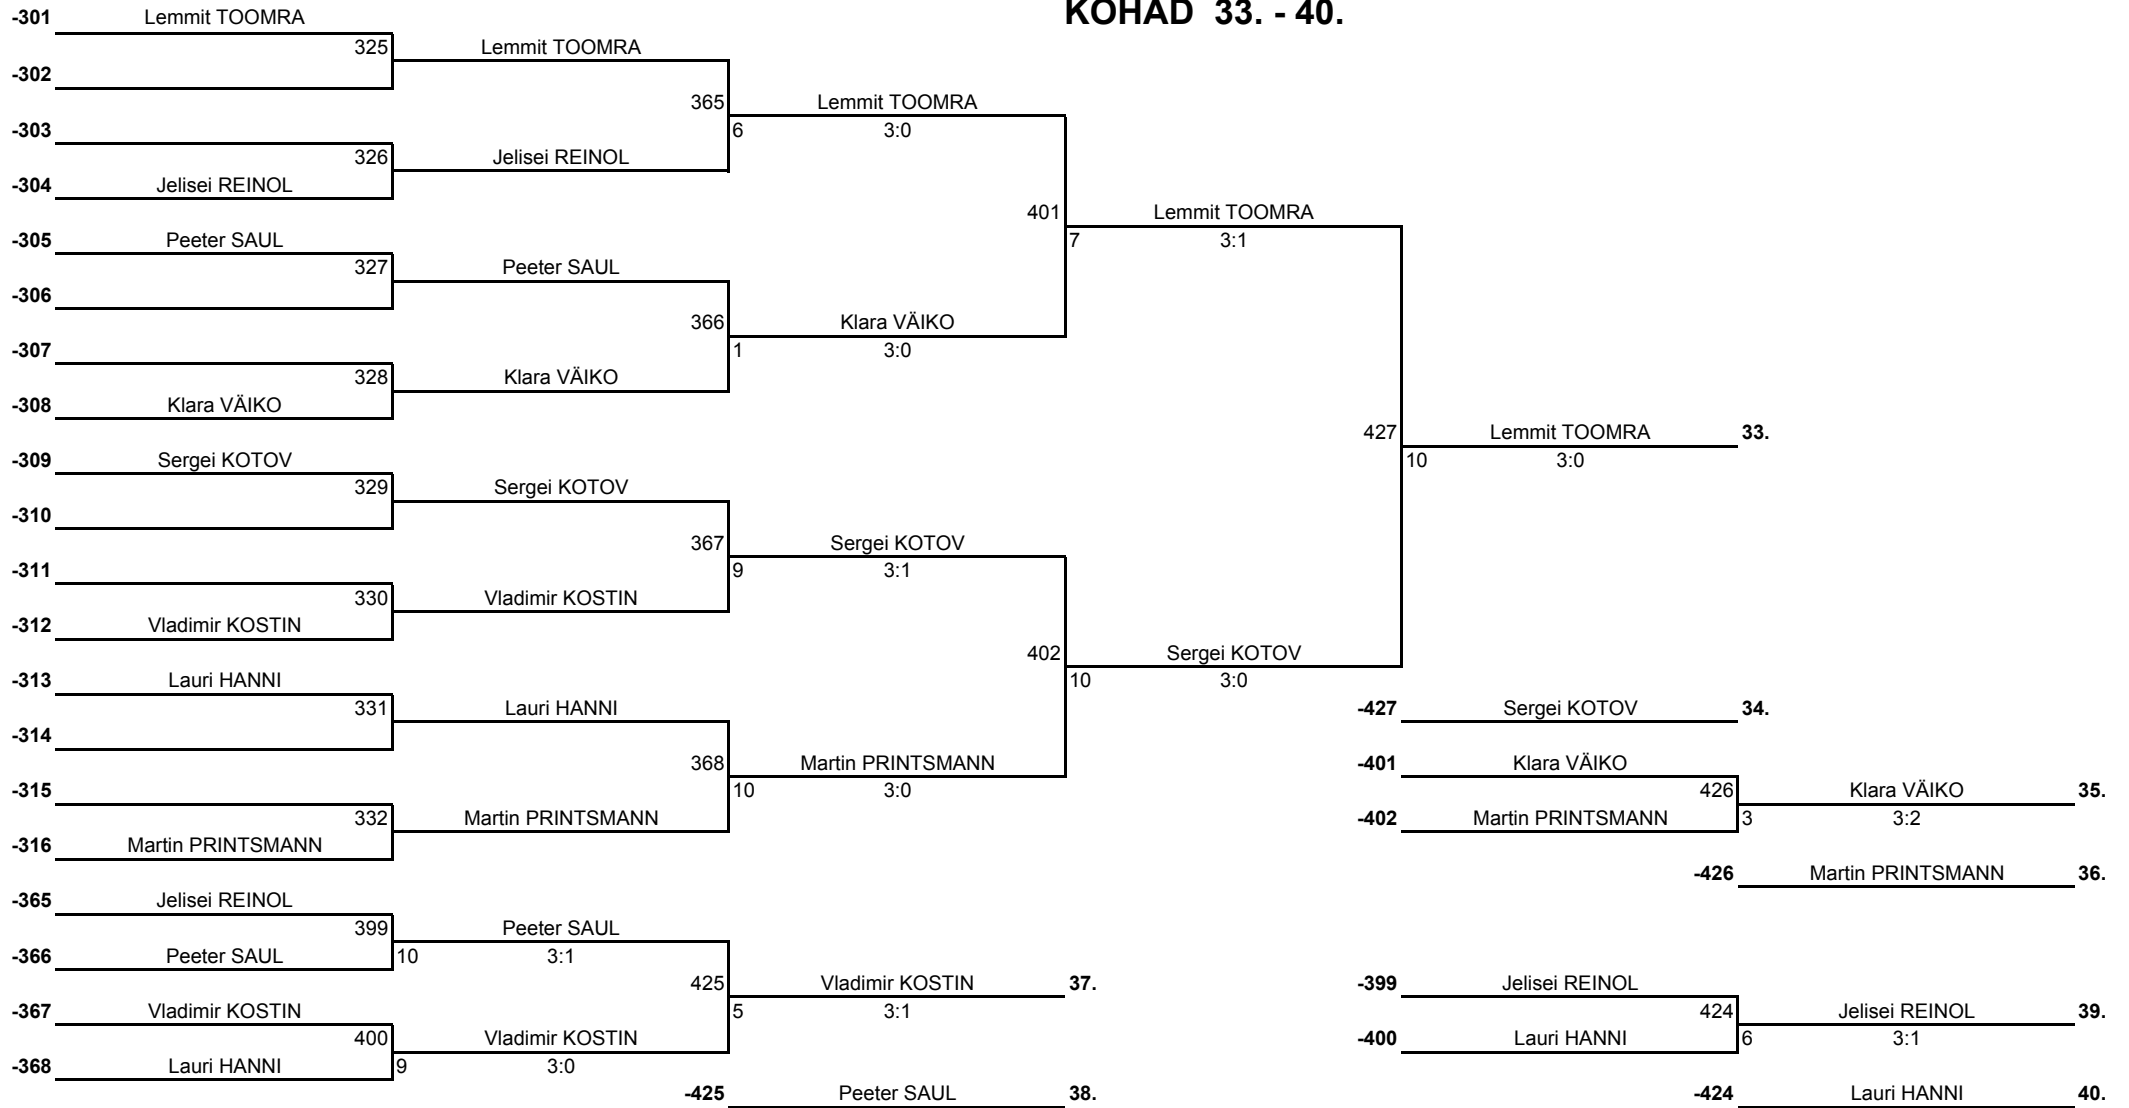 KOHAD 33. - 40.
-301 Lemmit TOOMRA
325 Lemmit TOOMRA
-302
365 Lemmit TOOMRA
-303
6 3:0
326 Jelisei REINOL
-304 Jelisei REINOL
401 Lemmit TOOMRA
-305 Peeter SAUL
7 3:1
327 Peeter SAUL
-306
366 Klara VÄIKO
-307
1 3:0
328 Klara VÄIKO
-308 Klara VÄIKO
427 Lemmit TOOMRA 33.
-309 Sergei KOTOV
10 3:0
329 Sergei KOTOV
-310
367 Sergei KOTOV
-311
9 3:1
330 Vladimir KOSTIN
-312 Vladimir KOSTIN
402 Sergei KOTOV
-313 Lauri HANNI
10 3:0
331 Lauri HANNI
-427 Sergei KOTOV 34.
-314
368 Martin PRINTSMANN
-401 Klara VÄIKO
-315
10 3:0
426 Klara VÄIKO 35.
332 Martin PRINTSMANN
-402 Martin PRINTSMANN
3 3:2
-316 Martin PRINTSMANN
-426 Martin PRINTSMANN 36.
-365 Jelisei REINOL
399 Peeter SAUL
-366 Peeter SAUL
10 3:1
425 Vladimir KOSTIN 37.
-399 Jelisei REINOL
-367 Vladimir KOSTIN
5 3:1
424 Jelisei REINOL 39.
400 Vladimir KOSTIN
-400 Lauri HANNI
6 3:1
-368 Lauri HANNI
9 3:0
-425 Peeter SAUL 38.
-424 Lauri HANNI 40.